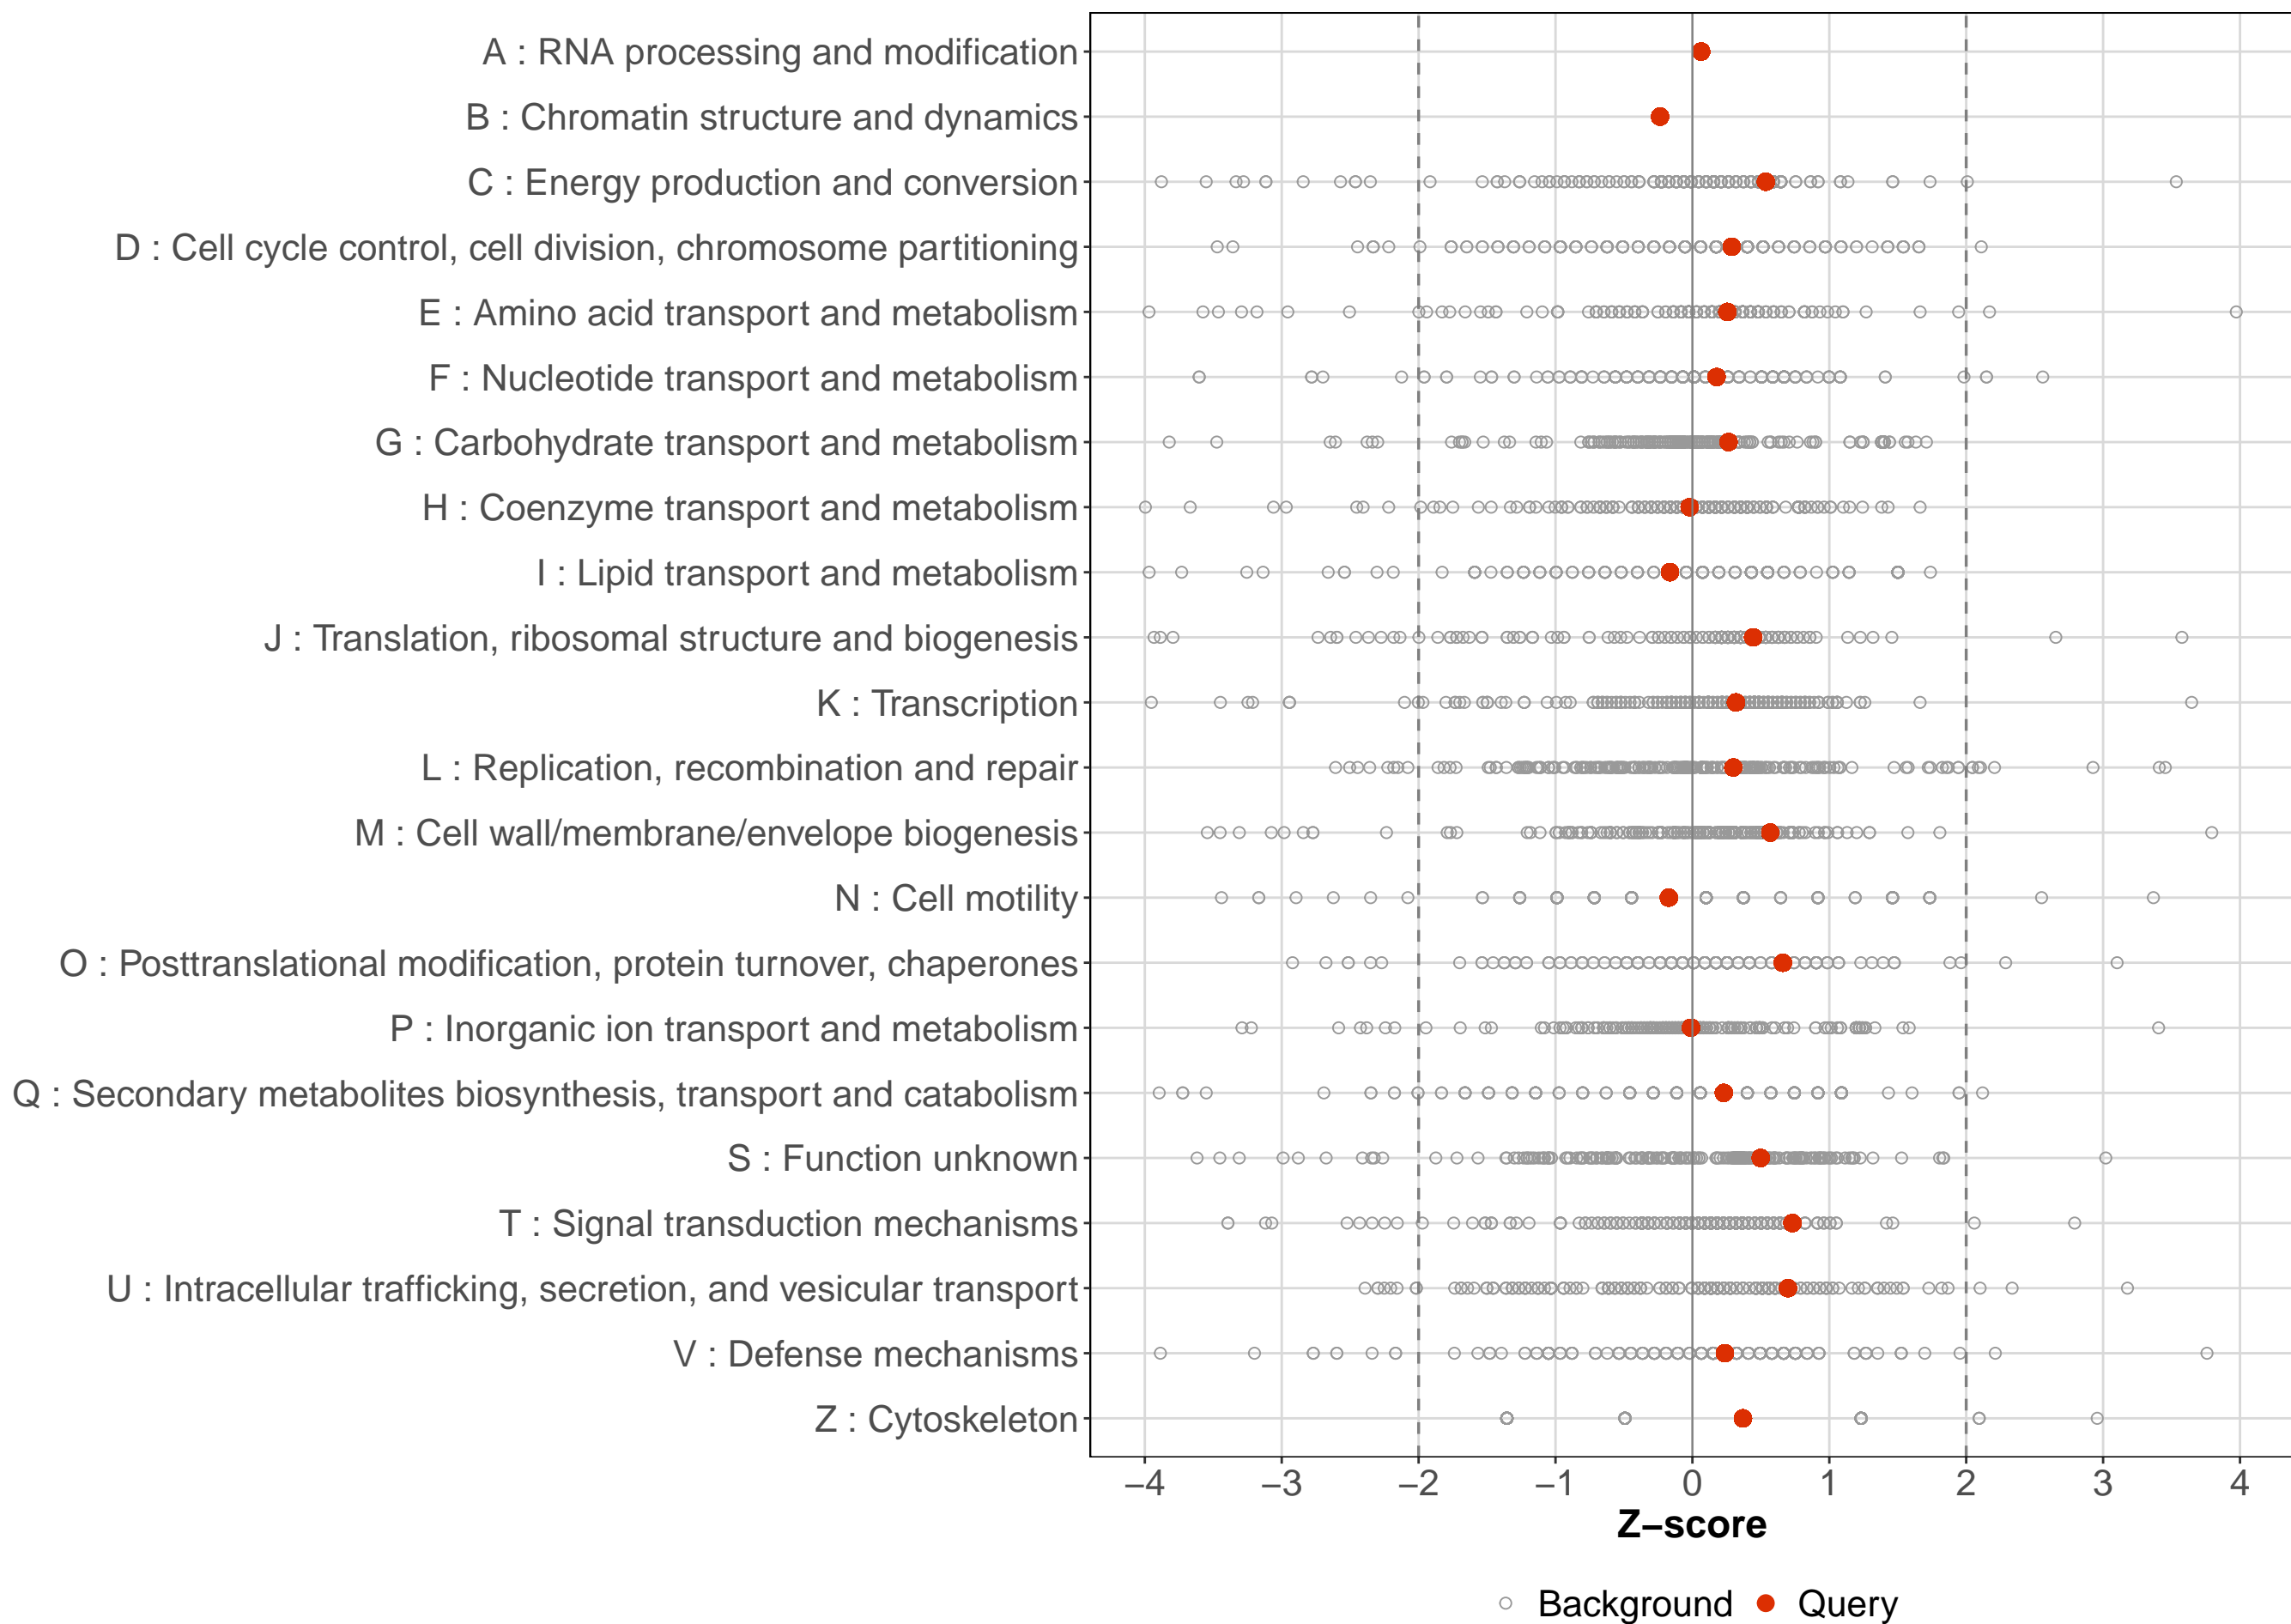 A : RNA processing and modification
B : Chromatin structure and dynamics
C : Energy production and conversion
D : Cell cycle control, cell division, chromosome partitioning
E : Amino acid transport and metabolism
F : Nucleotide transport and metabolism
G : Carbohydrate transport and metabolism
H : Coenzyme transport and metabolism
I : Lipid transport and metabolism
J : Translation, ribosomal structure and biogenesis
K : Transcription
L : Replication, recombination and repair
M : Cell wall/membrane/envelope biogenesis
N : Cell motility
O : Posttranslational modification, protein turnover, chaperones
P : Inorganic ion transport and metabolism
Q : Secondary metabolites biosynthesis, transport and catabolism
S : Function unknown
T : Signal transduction mechanisms
U : Intracellular trafficking, secretion, and vesicular transport
V : Defense mechanisms
Z : Cytoskeleton
−4 −3 −2 −1 0 1 2 3 4
Z−score
Background Query